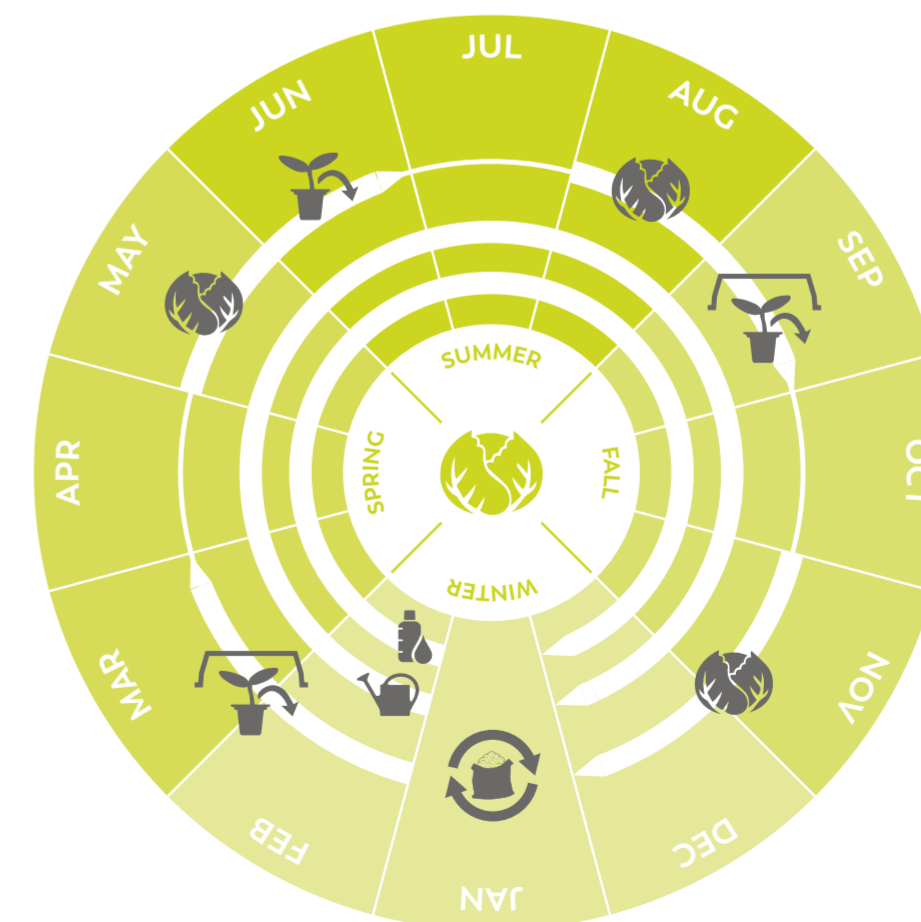 JAN
FEB
MAR
APR
MAY
JUN
JUL
AUG
SEP
OCT
NOV
DEC
SUMMER
FALL
WINTER
SPRING